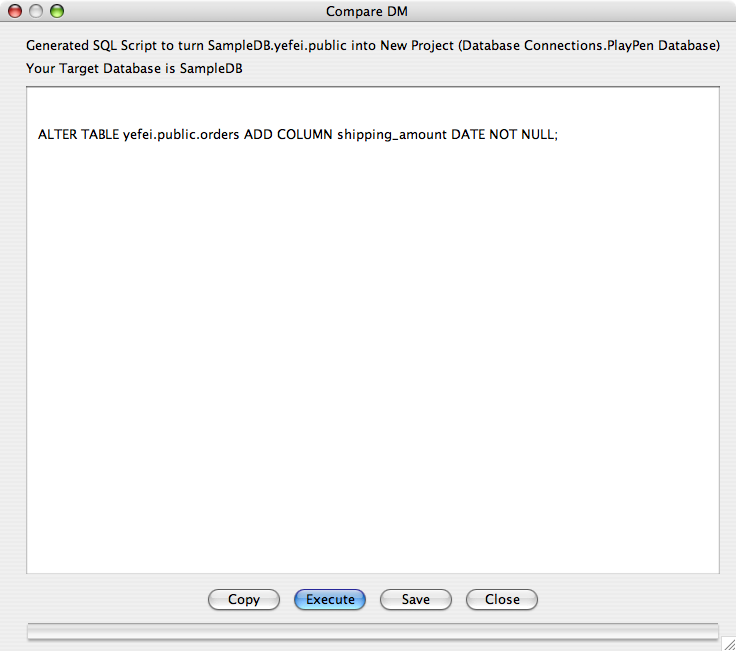 Compare DM
Generated SQL Script to turn SampleDB.yefei.public into New Project (Database Connections.PlayPen Database)
Your Target Database is SampleDB
ALTER TABLE yefei.public.orders ADD COLUMN shipping_amount DATE NOT NULL;
Copy Execute Save Close